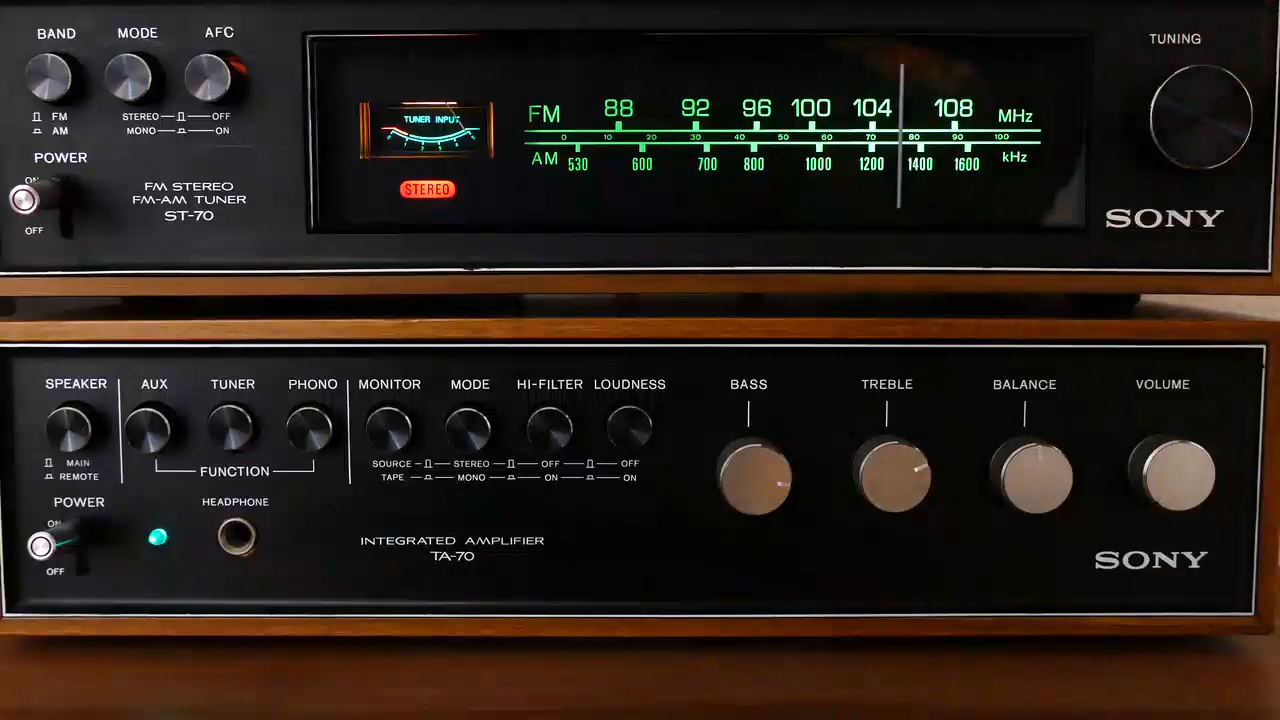 BAND MODE AFC
TUNING
FM 88 92 96 100 104 108 MHz
TUNER INPUT
FM STEREO OFF
AM MONO ON
0 10 20 30 40 50 60 70 80 90 100
AM 530 600 700 800 1000 1200 1400 1600 kHz
POWER
ON
OFF
FM STEREO
FM-AM TUNER
ST-70
STEREO
SONY
SPEAKER AUX TUNER PHONO MONITOR MODE HI-FILTER LOUDNESS BASS TREBLE BALANCE VOLUME
MAIN FUNCTION SOURCE STEREO OFF OFF
REMOTE TAPE MONO ON ON
POWER HEADPHONE
ON
OFF
INTEGRATED AMPLIFIER
TA-70
SONY